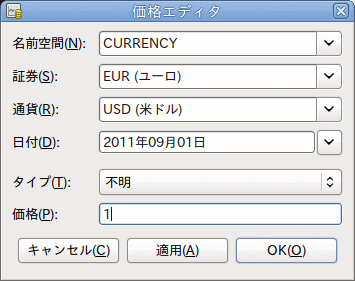 価格エディタ
名前空間(N): CURRENCY
証券(S): EUR (ユーロ)
通貨(R): USD (米ドル)
日付(D): 2011年09月01日
タイプ(T): 不明
価格(P): 1
キャンセル(C) 適用(A) OK(O)